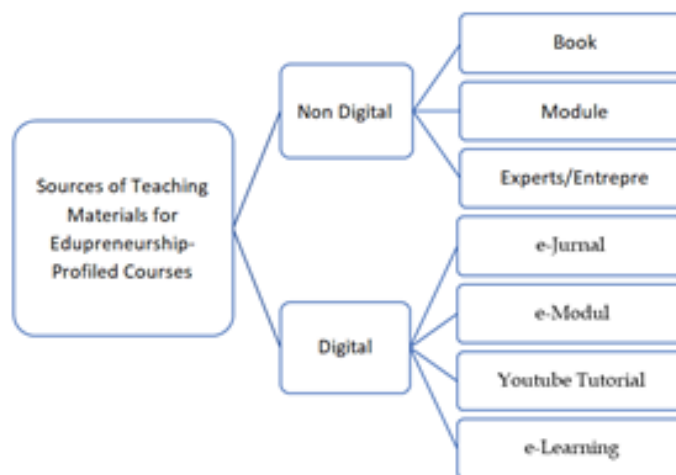 Sources of Teaching
Materials for
Edupreneurship-
Profiled Courses
Non Digital
Book
Module
Experts/Entrepre
Digital
e-Jurnal
e-Modul
Youtube Tutorial
e-Learning